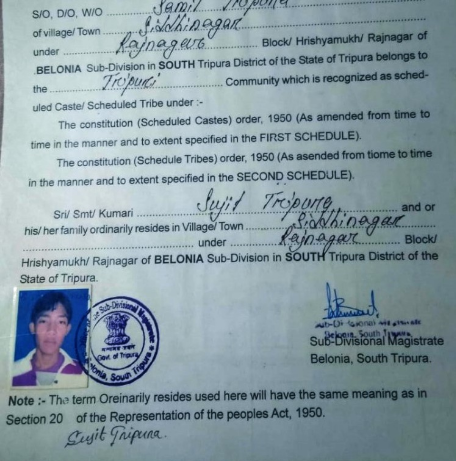 S/O, D/O, W/O ........ Samil Tripura
of village/ Town ...... Siddhinagar
under ........ Rajnagar ........ Block/ Hrishyamukh/ Rajnagar of
BELONIA Sub-Division in SOUTH Tripura District of the State of Tripura belongs to
the ........ Tripuri ........ Community which is recognized as sched-
uled Caste/ Scheduled Tribe under :-
The constitution (Scheduled Castes) order, 1950 (As amended from time to
time in the manner and to extent specified in the FIRST SCHEDULE).
The constitution (Schedule Tribes) order, 1950 (As asended from tiome to time
in the manner and to extent specified in the SECOND SCHEDULE).
Sri/ Smt/ Kumari ........ Sujit Tripura ........ and or
his/ her family ordinarily resides in Village/ Town ........ Siddhinagar
........ under ........ Rajnagar ........ Block/
Hrishyamukh/ Rajnagar of BELONIA Sub-Division in SOUTH Tripura District of the
State of Tripura.
Sub-Divisional Magistrate
Govt. of Tripura
Belonia, South Tripura
Belonia, South Tripura
Sub-Divisional Magistrate
Belonia, South Tripura.
Note :- The term Oreinarily resides used here will have the same meaning as in
Section 20 of the Representation of the peoples Act, 1950.
Sujit Tripura.